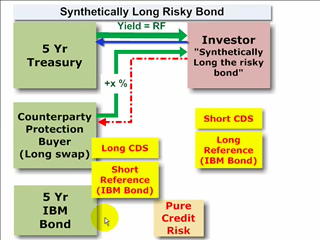 Synthetically Long Risky Bond
Yield = RF
5 Yr
Treasury
Investor
"Synthetically
Long the risky
bond"
+x %
Counterparty
Protection
Buyer
(Long swap)
Long CDS
Short
Reference
(IBM Bond)
Short CDS
Long
Reference
(IBM Bond)
5 Yr
IBM
Bond
Pure
Credit
Risk